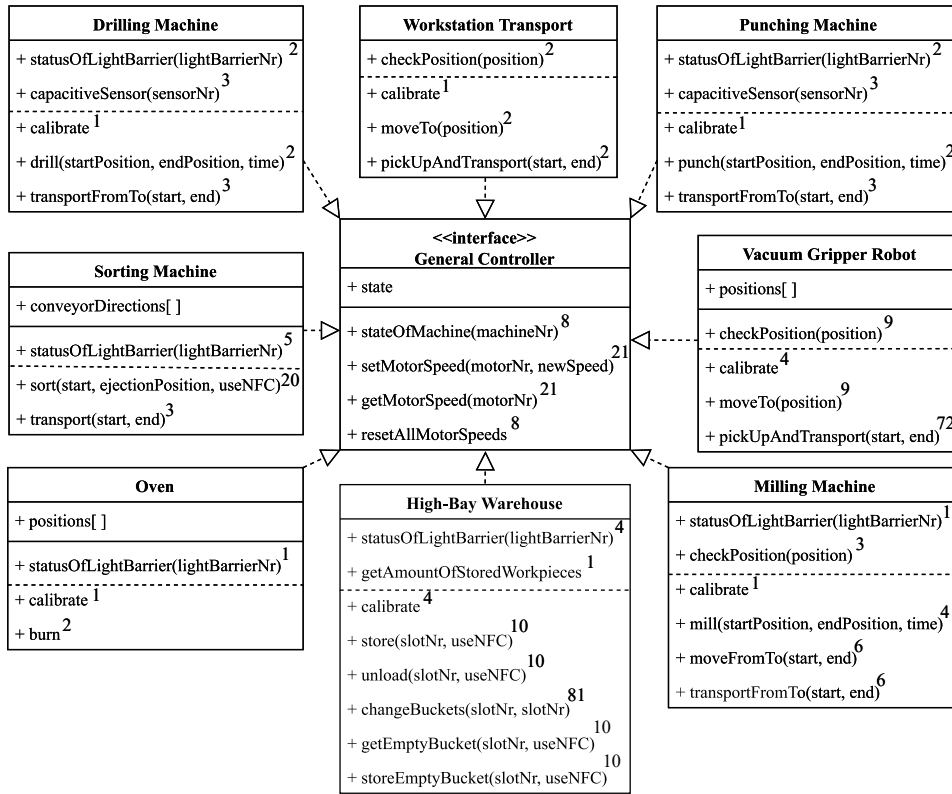 Drilling Machine
+ statusOfLightBarrier(lightBarrierNr) 2
+ capacitiveSensor(sensorNr) 3
+ calibrate 1
+ drill(startPosition, endPosition, time) 2
+ transportFromTo(start, end) 3
Workstation Transport
+ checkPosition(position) 2
+ calibrate 1
+ moveTo(position) 2
+ pickUpAndTransport(start, end) 2
Punching Machine
+ statusOfLightBarrier(lightBarrierNr) 2
+ capacitiveSensor(sensorNr) 3
+ calibrate 1
+ punch(startPosition, endPosition, time) 2
+ transportFromTo(start, end) 3
Sorting Machine
+ conveyorDirections[ ]
+ statusOfLightBarrier(lightBarrierNr) 5
+ sort(start, ejectionPosition, useNFC) 20
+ transport(start, end) 3
<<interface>>
General Controller
+ state
+ stateOfMachine(machineNr) 8
+ setMotorSpeed(motorNr, newSpeed) 21
+ getMotorSpeed(motorNr) 21
+ resetAllMotorSpeeds 8
Vacuum Gripper Robot
+ positions[ ]
+ checkPosition(position) 9
+ calibrate 4
+ moveTo(position) 9
+ pickUpAndTransport(start, end) 72
Oven
+ positions[ ]
+ statusOfLightBarrier(lightBarrierNr) 1
+ calibrate 1
+ burn 2
High-Bay Warehouse
+ statusOfLightBarrier(lightBarrierNr) 4
+ getAmountOfStoredWorkpieces 1
+ calibrate 4
+ store(slotNr, useNFC) 10
+ unload(slotNr, useNFC) 10
+ changeBuckets(slotNr, slotNr) 81
+ getEmptyBucket(slotNr, useNFC) 10
+ storeEmptyBucket(slotNr, useNFC) 10
Milling Machine
+ statusOfLightBarrier(lightBarrierNr) 1
+ checkPosition(position) 3
+ calibrate 1
+ mill(startPosition, endPosition, time) 4
+ moveFromTo(start, end) 6
+ transportFromTo(start, end) 6